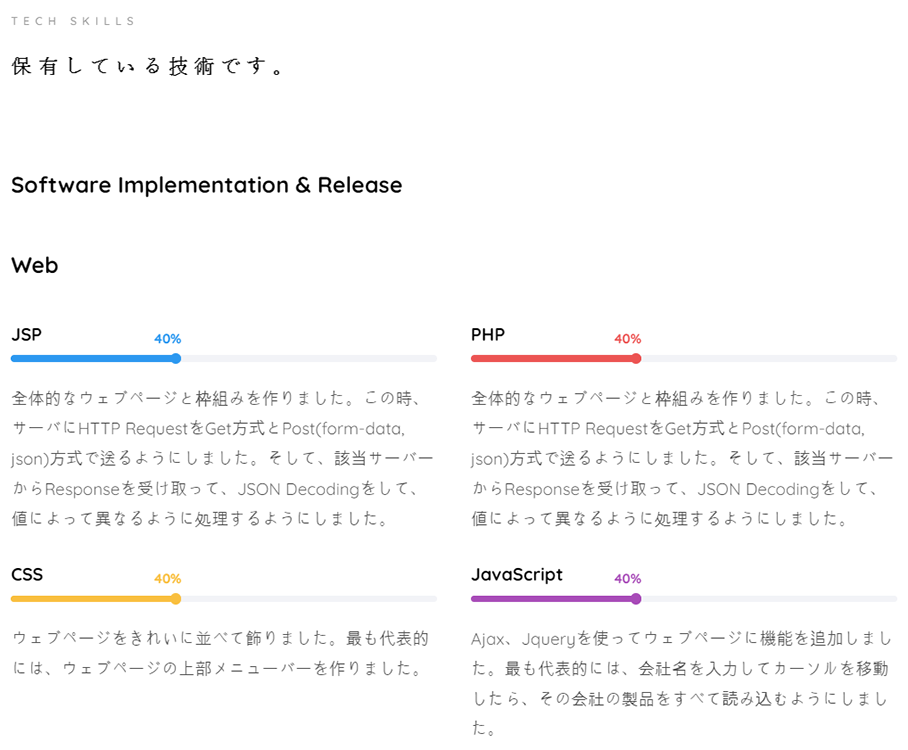 TECH SKILLS
保有している技術です。
Software Implementation & Release
Web
JSP
40%
全体的なウェブページと枠組みを作りました。この時、
サーバにHTTP RequestをGet方式とPost(form-data,
json)方式で送るようにしました。そして、該当サーバー
からResponseを受け取って、JSON Decodingをして、
値によって異なるように処理するようにしました。
PHP
40%
全体的なウェブページと枠組みを作りました。この時、
サーバにHTTP RequestをGet方式とPost(form-data,
json)方式で送るようにしました。そして、該当サーバー
からResponseを受け取って、JSON Decodingをして、
値によって異なるように処理するようにしました。
CSS
40%
ウェブページをきれいに並べて飾りました。最も代表的
には、ウェブページの上部メニューバーを作りました。
JavaScript
40%
Ajax、Jqueryを使ってウェブページに機能を追加しまし
た。最も代表的には、会社名を入力してカーソルを移動
したら、その会社の製品をすべて読み込むようにしまし
た。